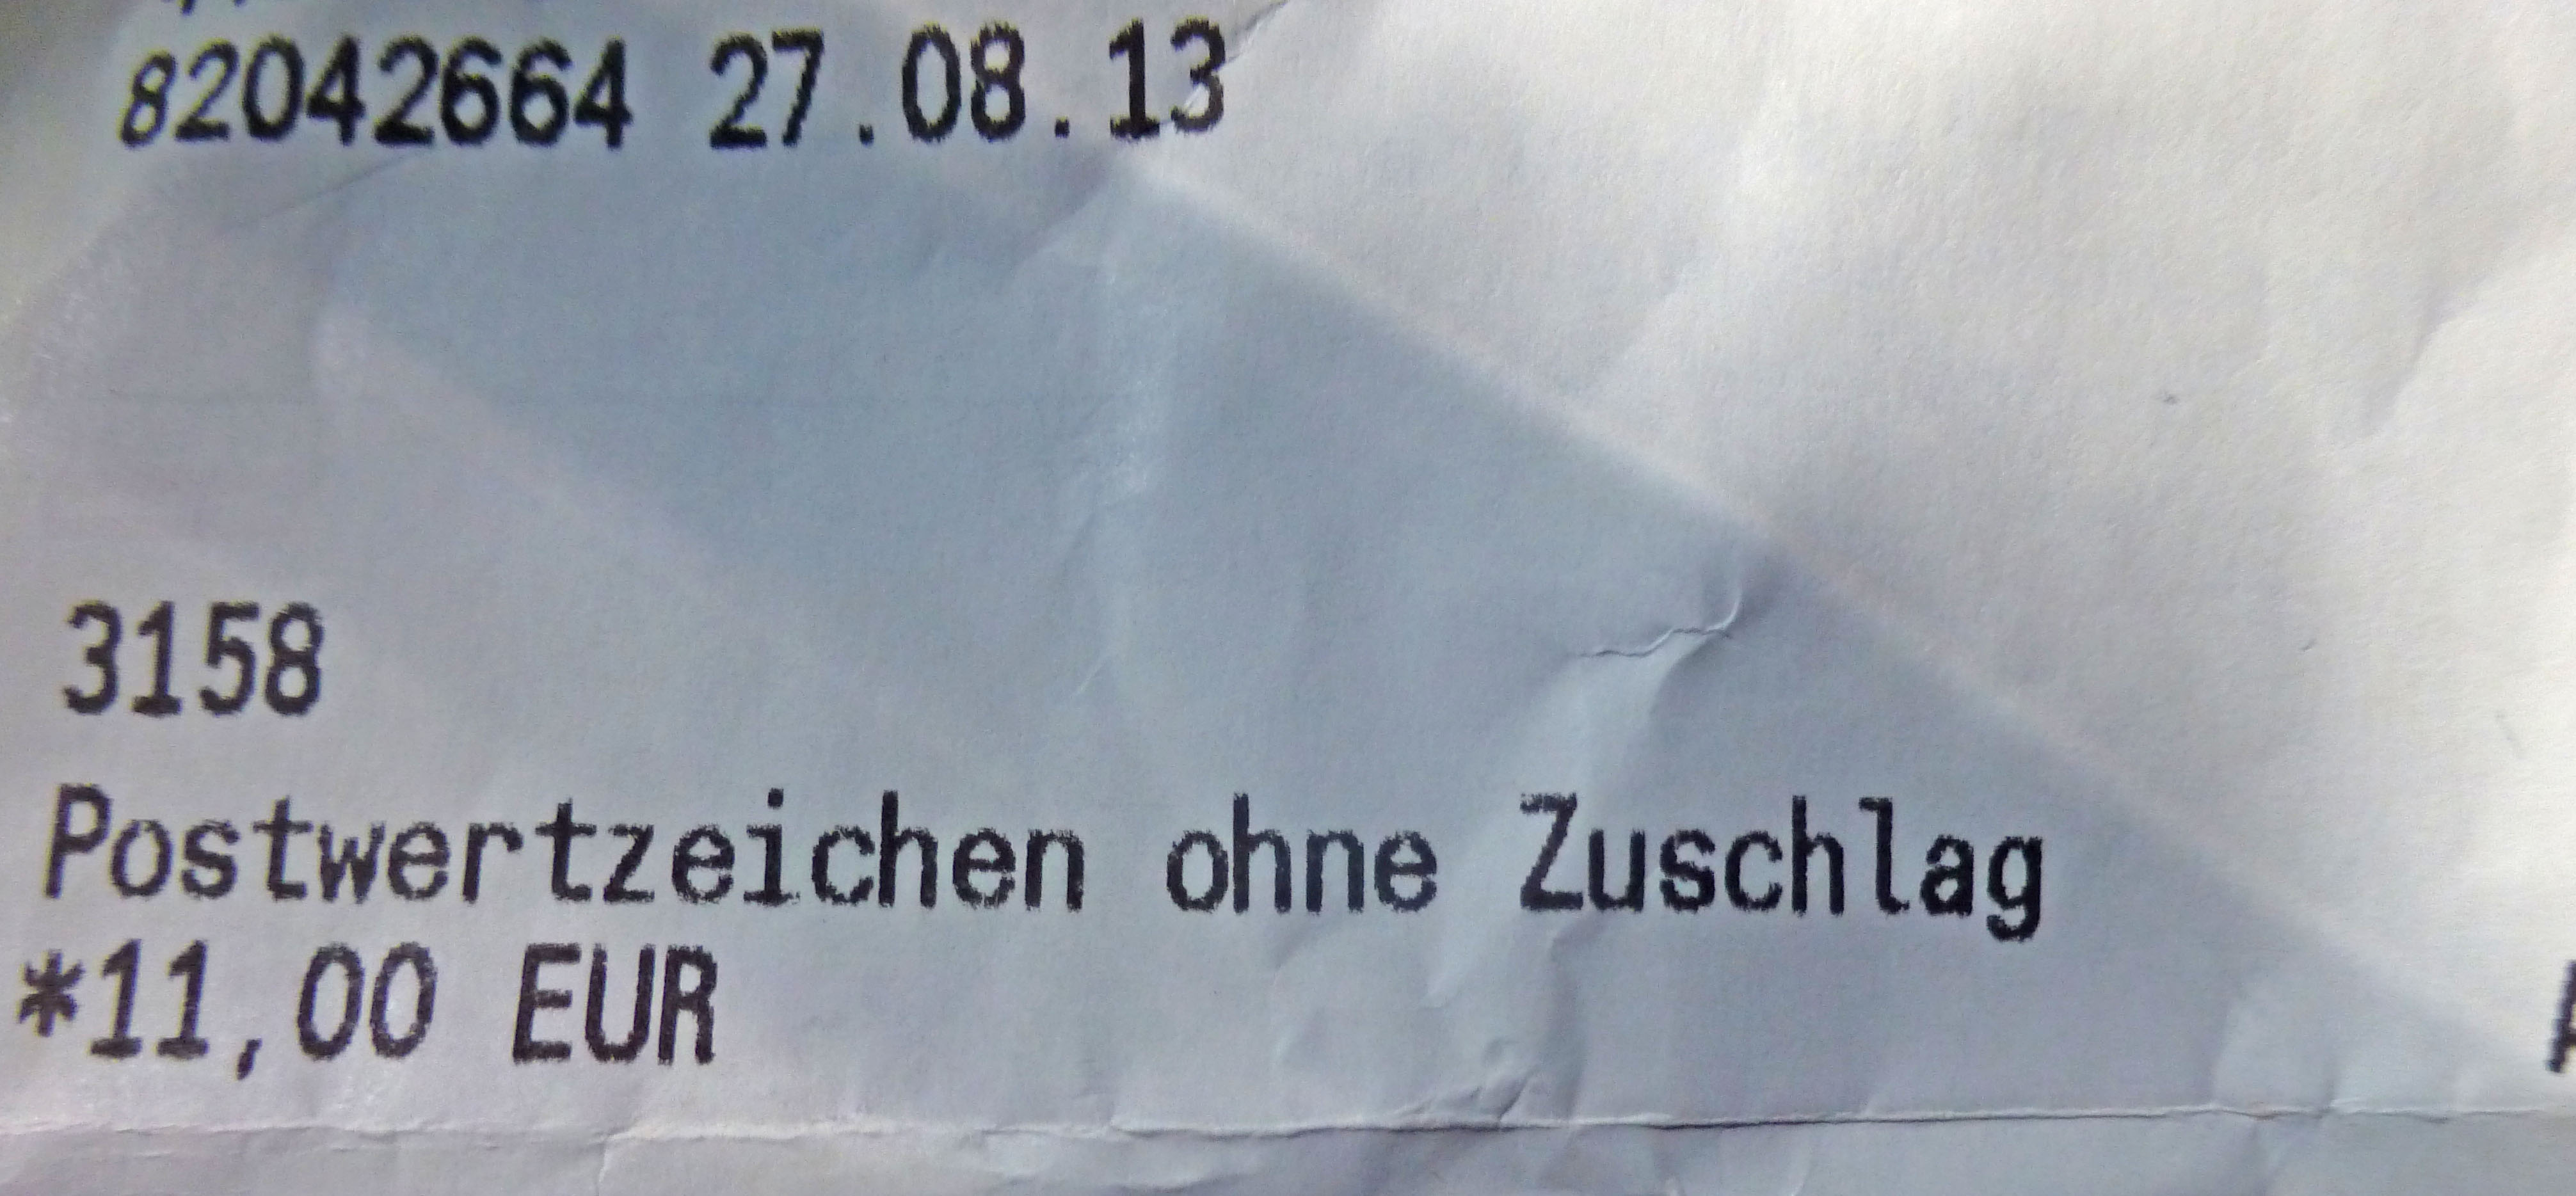 82042664 27.08.13
3158
Postwertzeichen ohne Zuschlag
*11,00 EUR